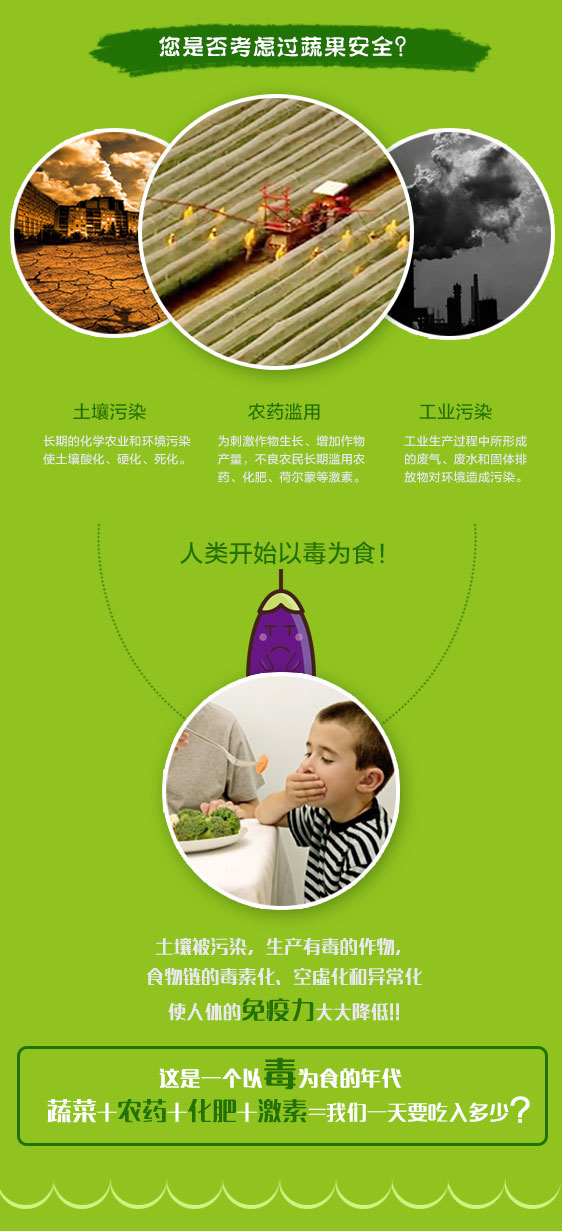 您是否考虑过蔬果安全?
土壤污染
长期的化学农业和环境污染
使土壤酸化、硬化、死化。
农药滥用
为刺激作物生长、增加作物
产量，不良农民长期滥用农
药、化肥、荷尔蒙等激素。
工业污染
工业生产过程中所形成
的废气、废水和固体排
放物对环境造成污染。
人类开始以毒为食!
土壤被污染，生产有毒的作物，
食物链的毒素化、空虚化和异常化
使人体的免疫力大大降低!!
这是一个以毒为食的年代
蔬菜+农药+化肥+激素=我们一天要吃入多少?